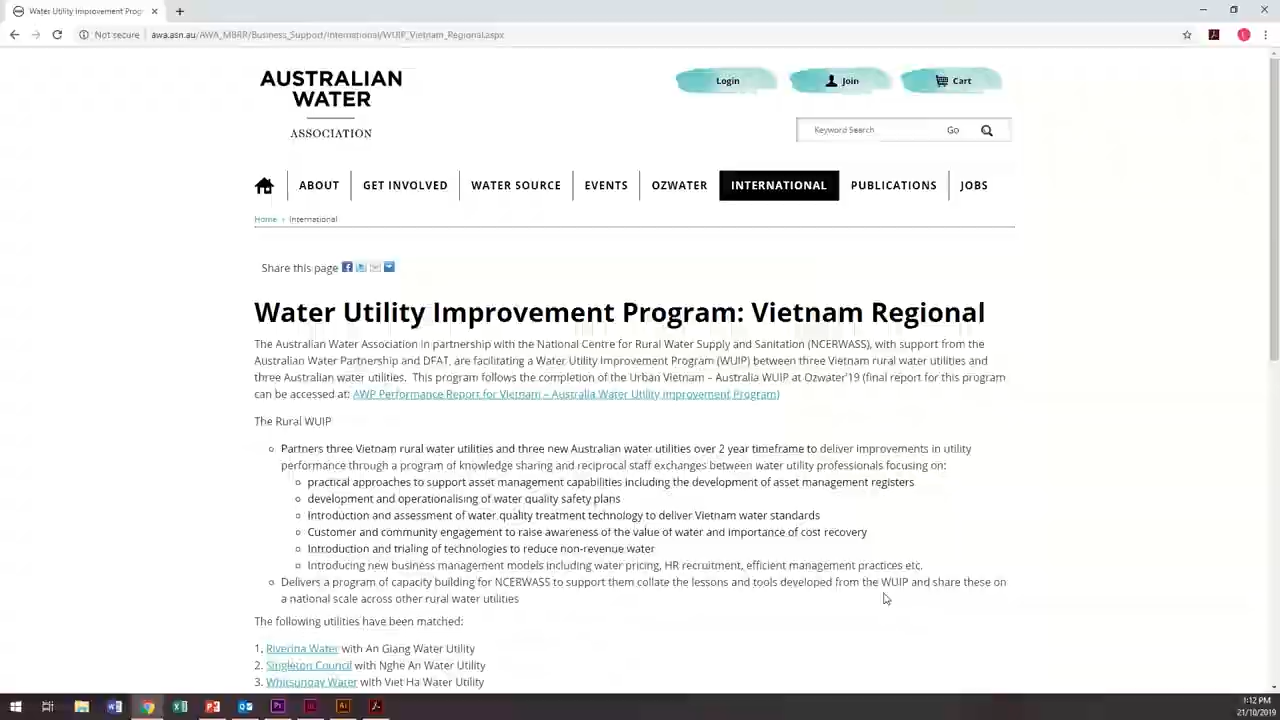 Water Utility Improvement Prog
Not secure | awa.asn.au/AWA_MBRR/Business_Support/International/WUIP_Vietnam_Regional.aspx
AUSTRALIAN
WATER
ASSOCIATION
Login
Join
Cart
Keyword Search
Go
ABOUT
GET INVOLVED
WATER SOURCE
EVENTS
OZWATER
INTERNATIONAL
PUBLICATIONS
JOBS
Home › International
Share this page
Water Utility Improvement Program: Vietnam Regional
The Australian Water Association in partnership with the National Centre for Rural Water Supply and Sanitation (NCERWASS), with support from the
Australian Water Partnership and DFAT, are facilitating a Water Utility Improvement Program (WUIP) between three Vietnam rural water utilities and
three Australian water utilities. This program follows the completion of the Urban Vietnam – Australia WUIP at Ozwater'19 (final report for this program
can be accessed at: AWP Performance Report for Vietnam – Australia Water Utility Improvement Program)
The Rural WUIP
Partners three Vietnam rural water utilities and three new Australian water utilities over 2 year timeframe to deliver improvements in utility
performance through a program of knowledge sharing and reciprocal staff exchanges between water utility professionals focusing on:
practical approaches to support asset management capabilities including the development of asset management registers
development and operationalising of water quality safety plans
Introduction and assessment of water quality treatment technology to deliver Vietnam water standards
Customer and community engagement to raise awareness of the value of water and importance of cost recovery
Introduction and trialing of technologies to reduce non-revenue water
Introducing new business management models including water pricing, HR recruitment, efficient management practices etc.
Delivers a program of capacity building for NCERWASS to support them collate the lessons and tools developed from the WUIP and share these on
a national scale across other rural water utilities
The following utilities have been matched:
1. Riverina Water with An Giang Water Utility
2. Singleton Council with Nghe An Water Utility
3. Whitsunday Water with Viet Ha Water Utility
1:12 PM
21/10/2019